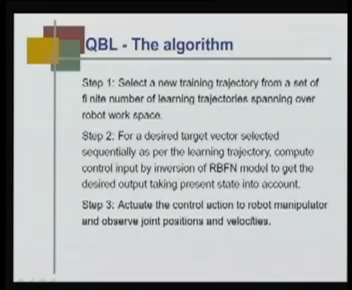 QBL - The algorithm
Step 1: Select a new training trajectory from a set of
finite number of learning trajectories spanning over
robot work space.
Step 2: For a desired target vector selected
sequentially as per the learning trajectory, compute
control input by inversion of RBFN model to get the
desired output taking present state into account.
Step 3: Actuate the control action to robot manipulator
and observe joint positions and velocities.